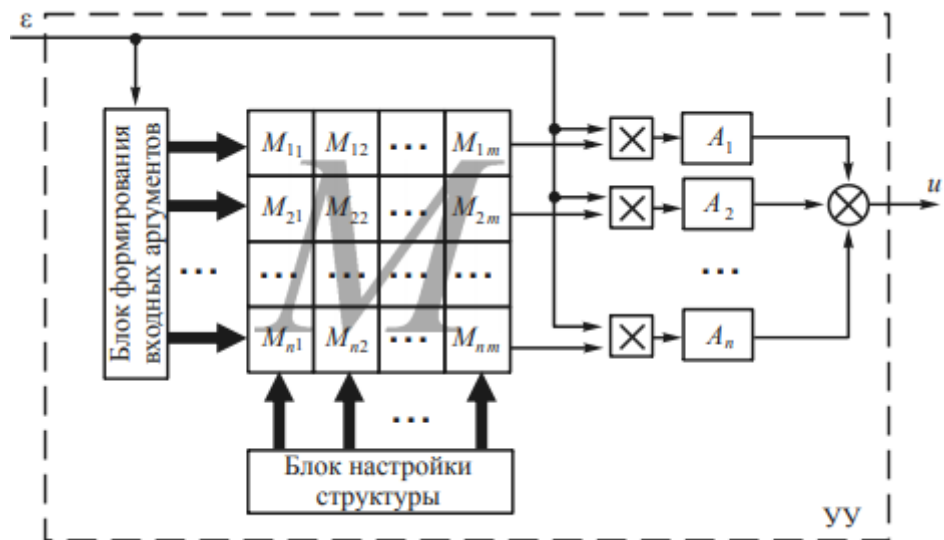 ε
Блок формирования
входных аргументов
M11 M12 ... M1m
M21 M22 ... M2m
... ... ... ... ...
Mn1 Mn2 ... Mnm
M
× A1
× A2
...
× An
u
...
Блок настройки
структуры
УУ